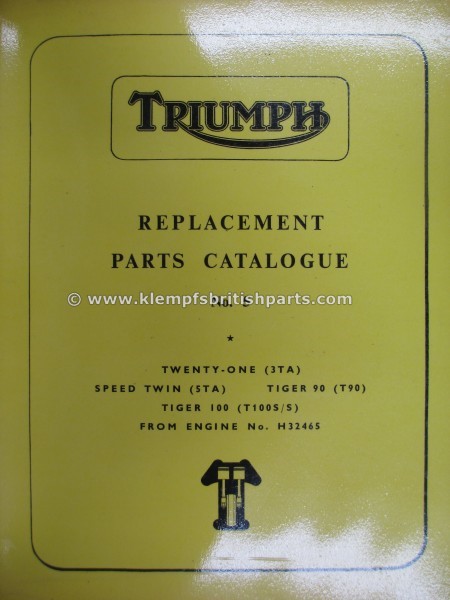 TRIUMPH
REPLACEMENT
PARTS CATALOGUE
No.
© www.klempfsbritishparts.com
TWENTY-ONE (3TA)
SPEED TWIN (5TA) TIGER 90 (T90)
TIGER 100 (T100S/S)
FROM ENGINE No. H32465